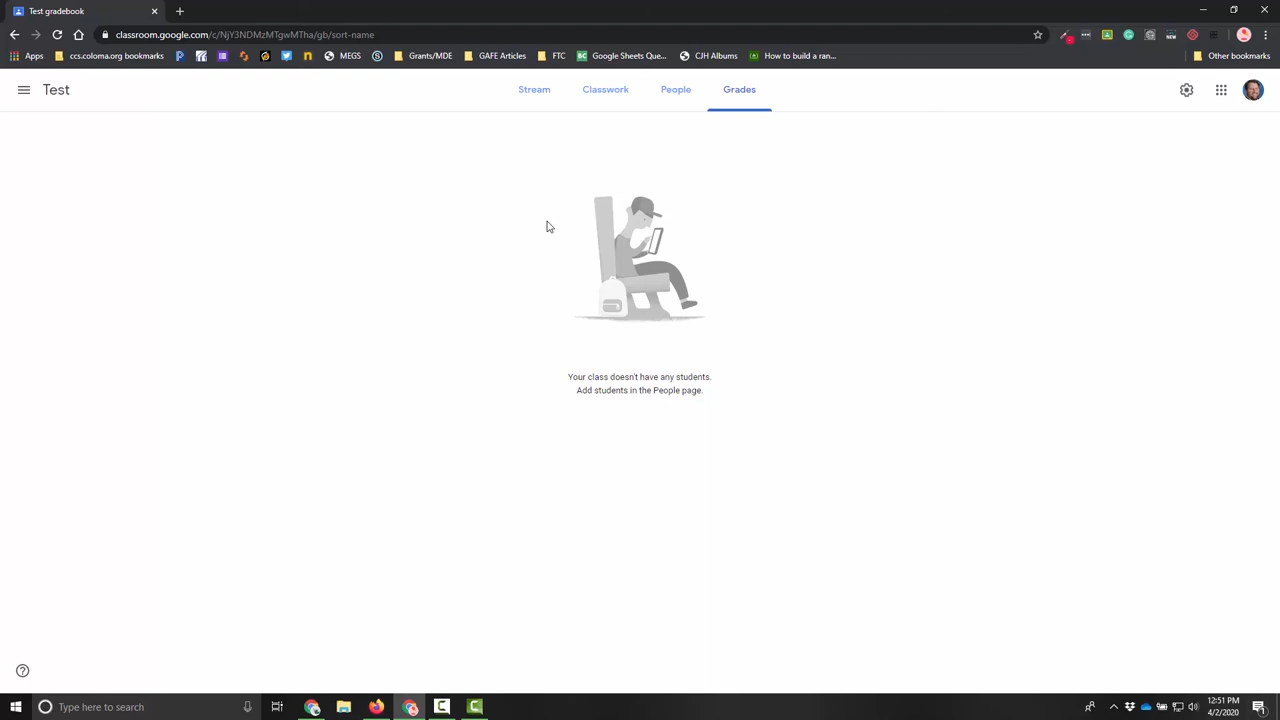 Test gradebook
classroom.google.com/c/NjY3NDMzMTgwMTha/gb/sort-name
Apps ccs.coloma.org bookmarks MEGS Grants/MDE GAFE Articles FTC Google Sheets Que... CJH Albums How to build a ran... Other bookmarks
Test Stream Classwork People Grades
Your class doesn't have any students.
Add students in the People page.
Type here to search
12:51 PM
4/2/2020